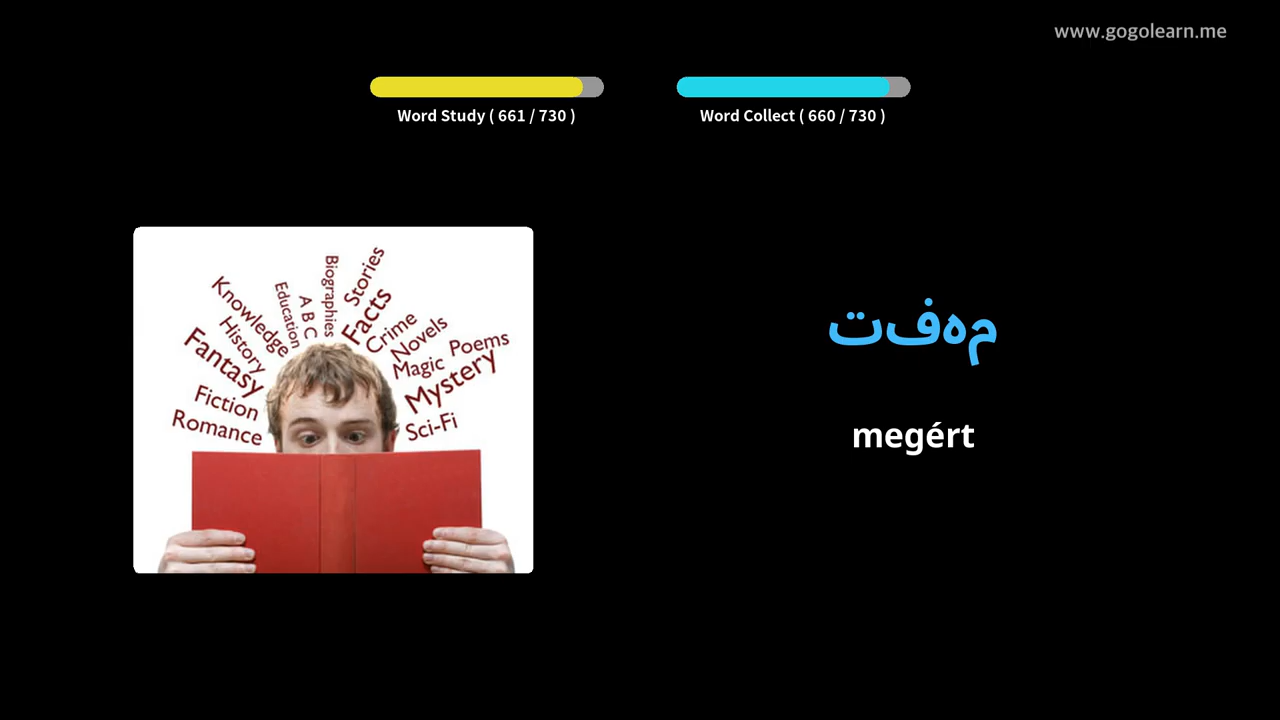 www.gogolearn.me
Word Study ( 661 / 730 )
Word Collect ( 660 / 730 )
Knowledge
Education
A B C
Biographies
Stories
Facts
History
Crime
Novels
Fantasy
Magic
Poems
Fiction
Mystery
Romance
Sci-Fi
مهفت
megért